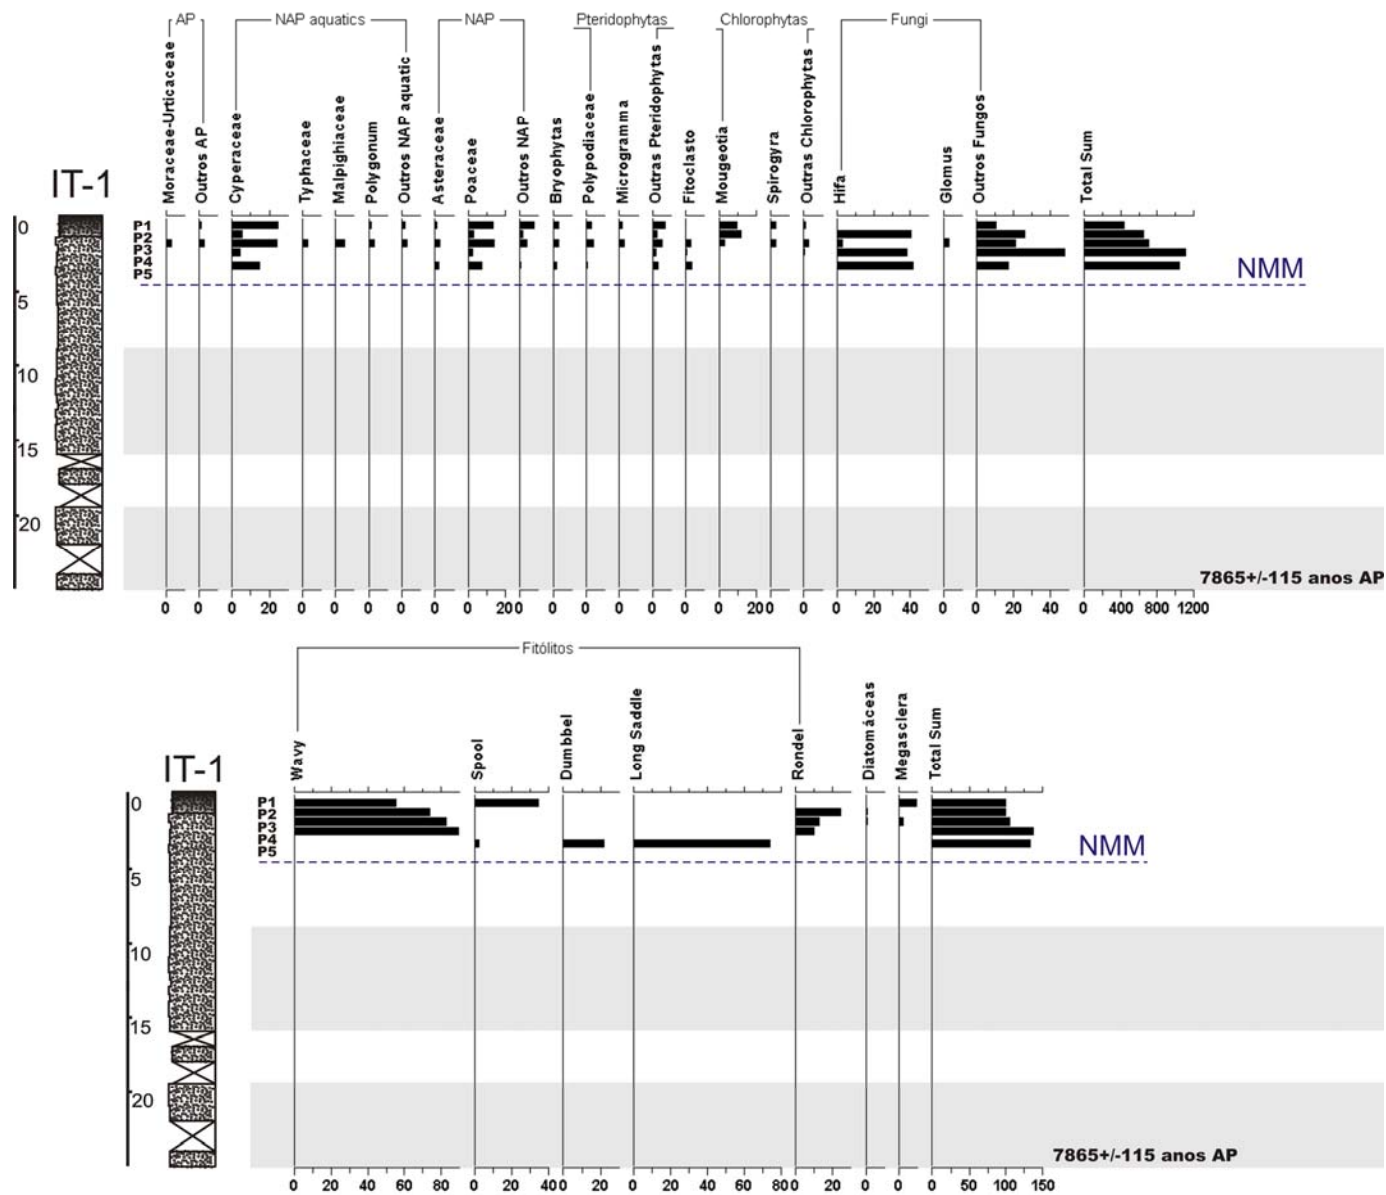 AP NAP aquatics NAP Pteridophytas Chlorophytas Fungi
Moraceae-Urticaceae
Outros AP
Cyperaceae
Typhaceae
Malpighiaceae
Polygonum
Outros NAP aquatic
Asteraceae
Poaceae
Outros NAP
Bryophytas
Polypodiaceae
Microgramma
Outras Pteridophytas
Fitoclasto
Mougeotia
Spirogyra
Outras Chlorophytas
Hifa
Glomus
Outros Fungos
Total Sum
IT-1
0
5
10
15
20
P1
P2
P3
P4
P5
NMM
7865+/-115 anos AP
0 0 0 20 0 0 0 0 0 0 200 0 0 0 0 0 0 0 200 0 0 0 20 40 0 0 20 40 0 400 800 1200
Fitólitos
Wavy
Spool
Dumbbel
Long Saddle
Rondel
Diatomáceas
Megasclera
Total Sum
IT-1
0
5
10
15
20
P1
P2
P3
P4
P5
NMM
7865+/-115 anos AP
0 20 40 60 80 0 20 40 0 20 0 20 40 60 80 0 20 0 0 0 50 100 150